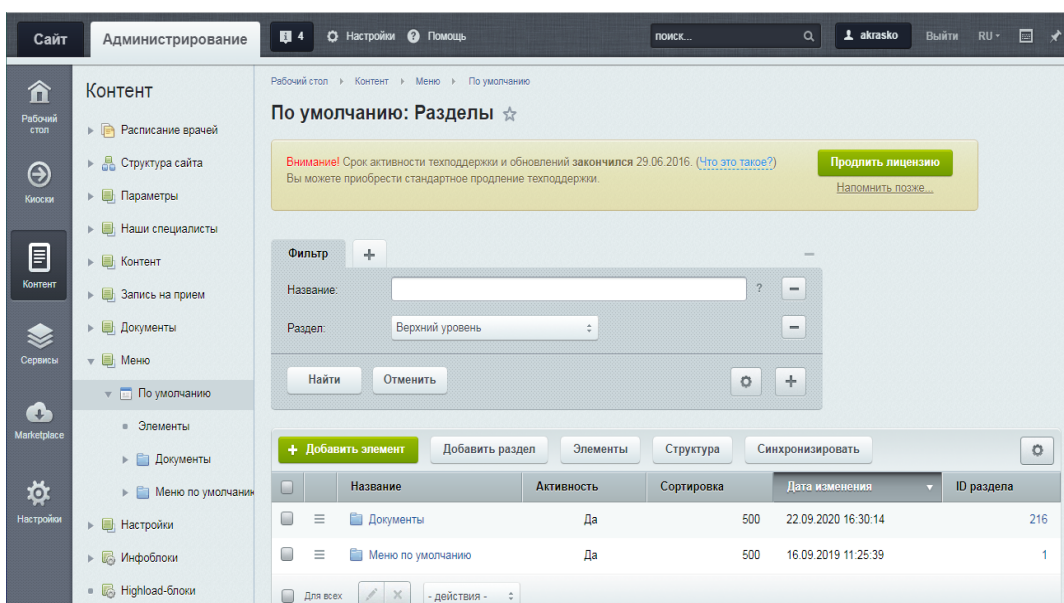 Сайт
Администрирование
4
Настройки
Помощь
поиск...
akrasko
Выйти
RU
Рабочий стол
Киоски
Контент
Сервисы
Marketplace
Настройки
Контент
Расписание врачей
Структура сайта
Параметры
Наши специалисты
Контент
Запись на прием
Документы
Меню
По умолчанию
Элементы
Документы
Меню по умолчани
Настройки
Инфоблоки
Highload-блоки
Рабочий стол Контент Меню По умолчанию
По умолчанию: Разделы
Внимание! Срок активности техподдержки и обновлений закончился 29.06.2016. (Что это такое?)
Вы можете приобрести стандартное продление техподдержки.
Продлить лицензию
Напомнить позже...
Фильтр +
Название: ?
Раздел: Верхний уровень
Найти Отменить
+ Добавить элемент Добавить раздел Элементы Структура Синхронизировать
Название Активность Сортировка Дата изменения ID раздела
Документы Да 500 22.09.2020 16:30:14 216
Меню по умолчанию Да 500 16.09.2019 11:25:39 1
Для всех - действия -